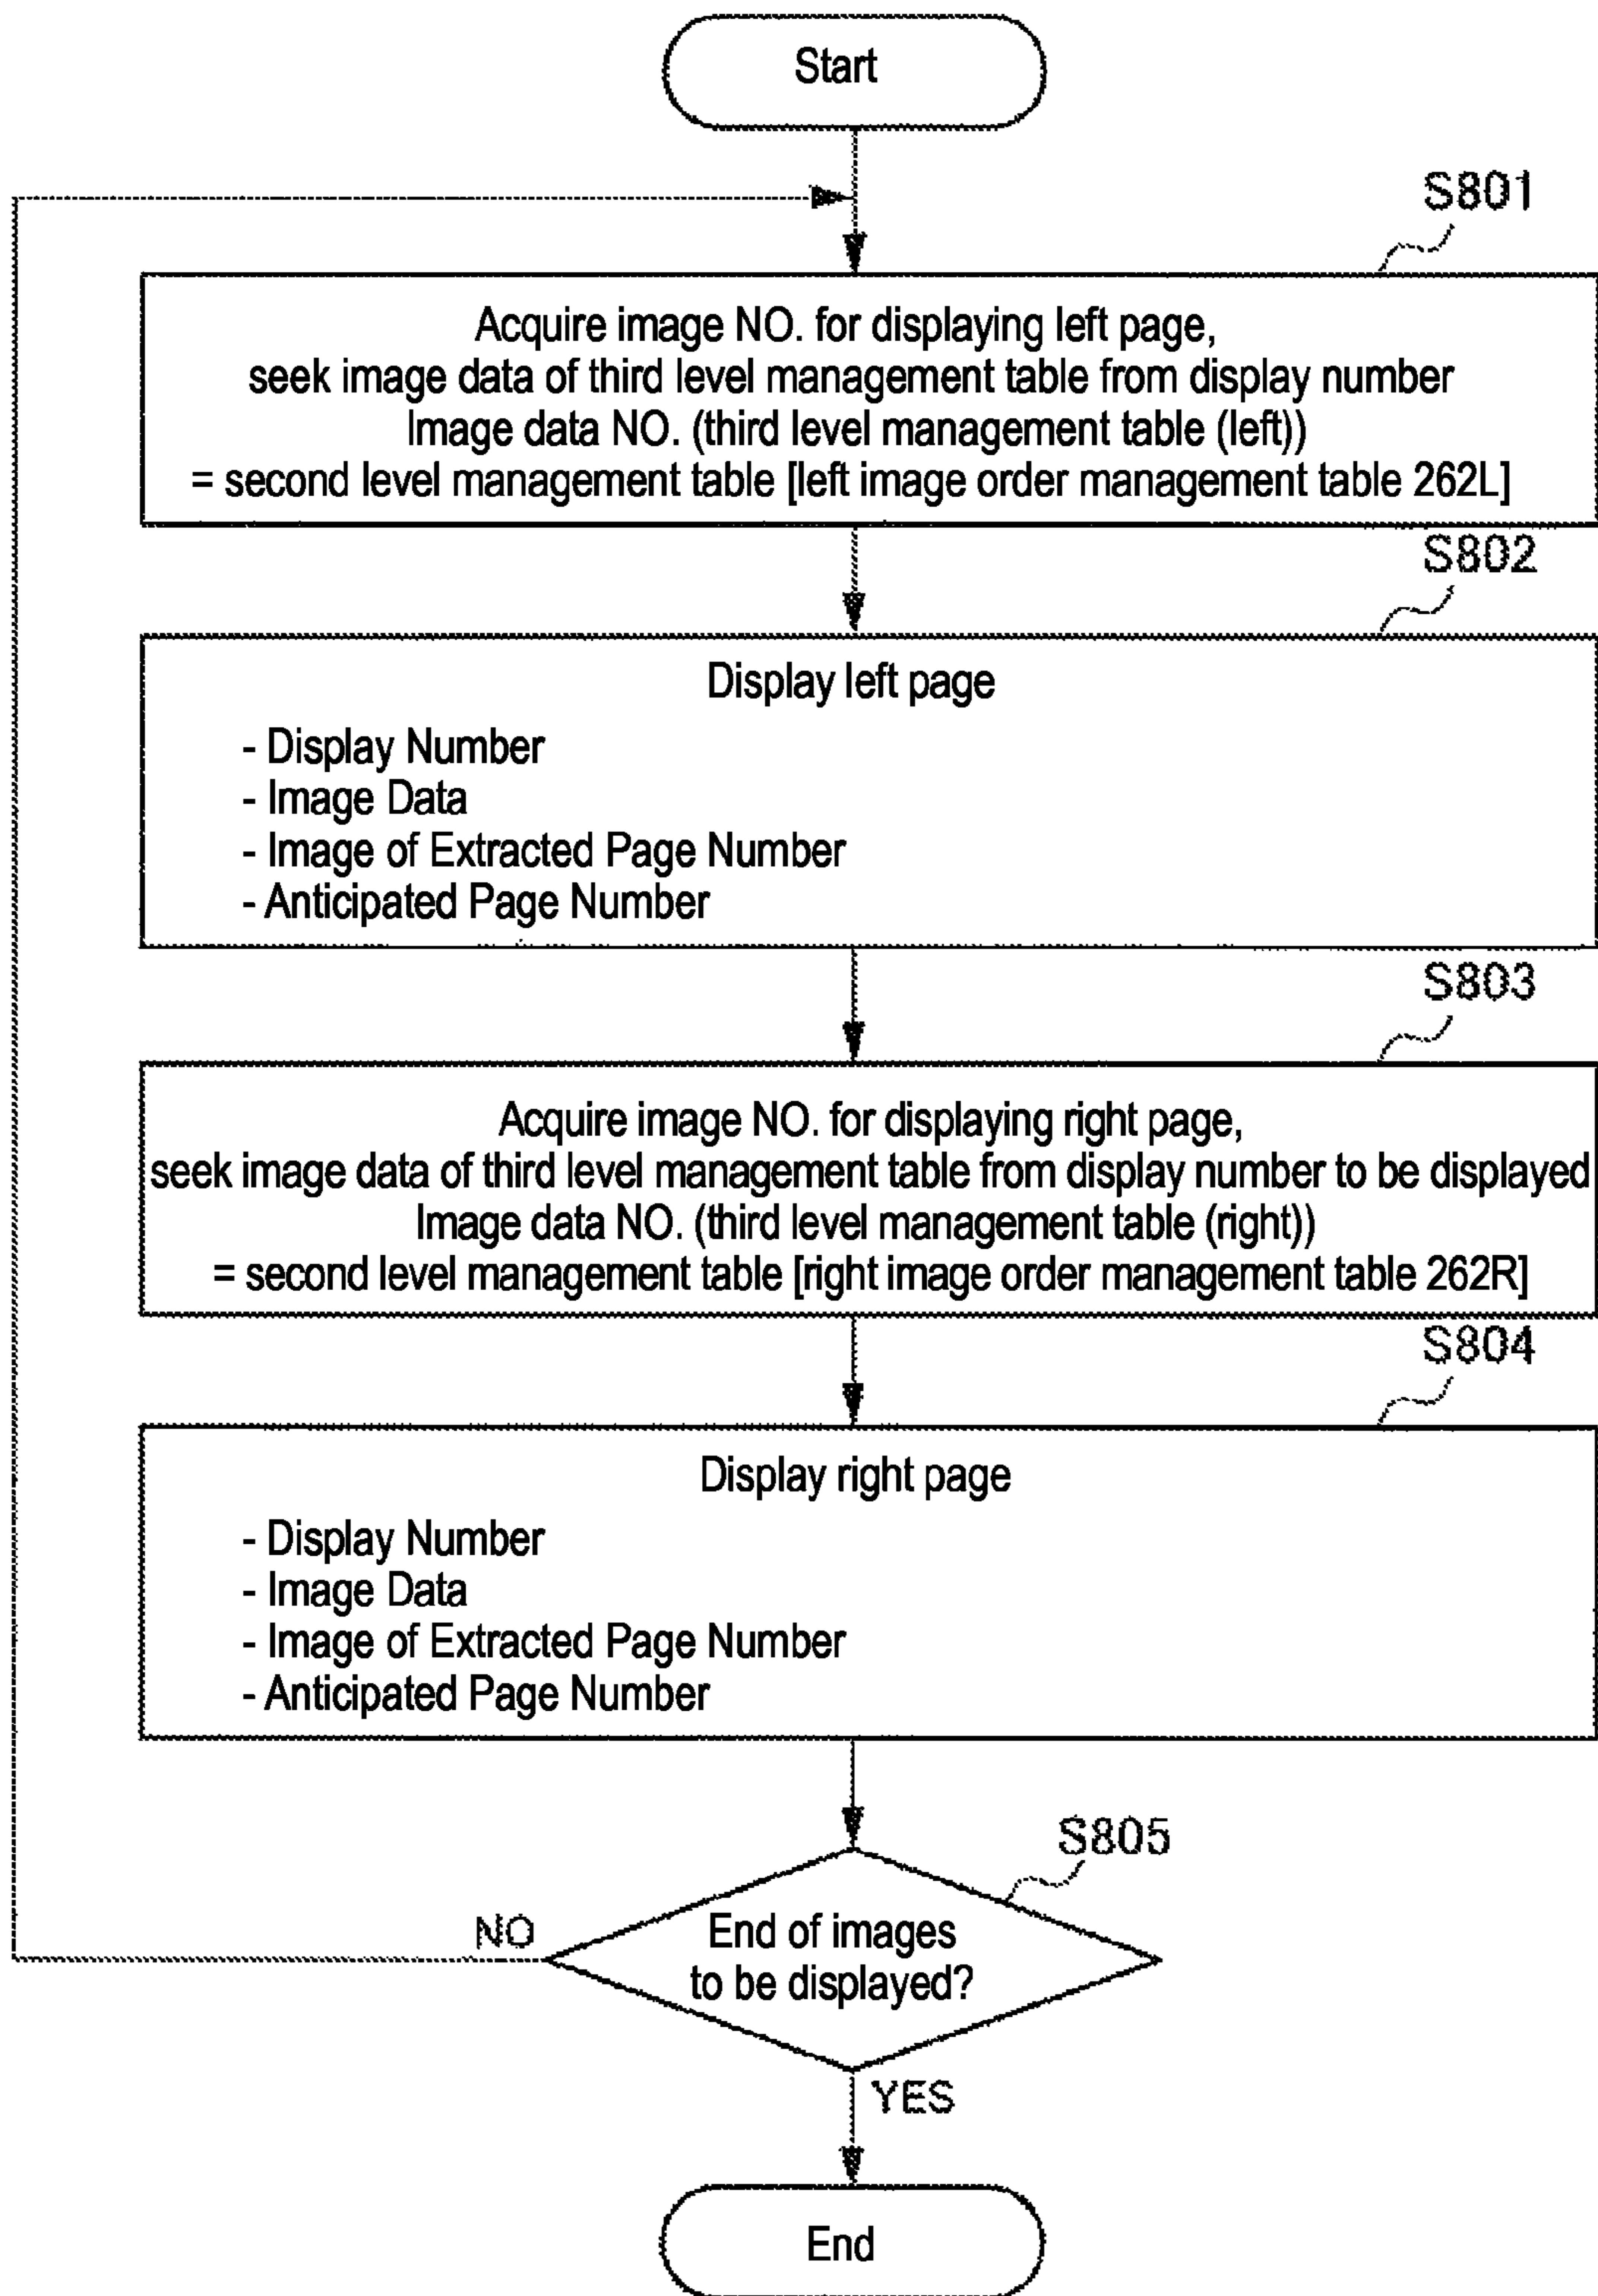 Start
S801
Acquire image NO. for displaying left page,
seek image data of third level management table from display number
Image data NO. (third level management table (left))
= second level management table [left image order management table 262L]
S802
Display left page
- Display Number
- Image Data
- Image of Extracted Page Number
- Anticipated Page Number
S803
Acquire image NO. for displaying right page,
seek image data of third level management table from display number to be displayed
Image data NO. (third level management table (right))
= second level management table [right image order management table 262R]
S804
Display right page
- Display Number
- Image Data
- Image of Extracted Page Number
- Anticipated Page Number
S805
End of images
to be displayed?
NO
YES
End